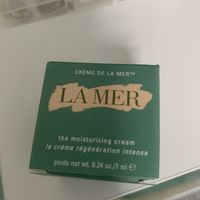 CRÈME DE LA MER™
LA MER
the moisturizing cream
la crème régénération intense
poids net wt. 0.24 oz/7 ml ℮